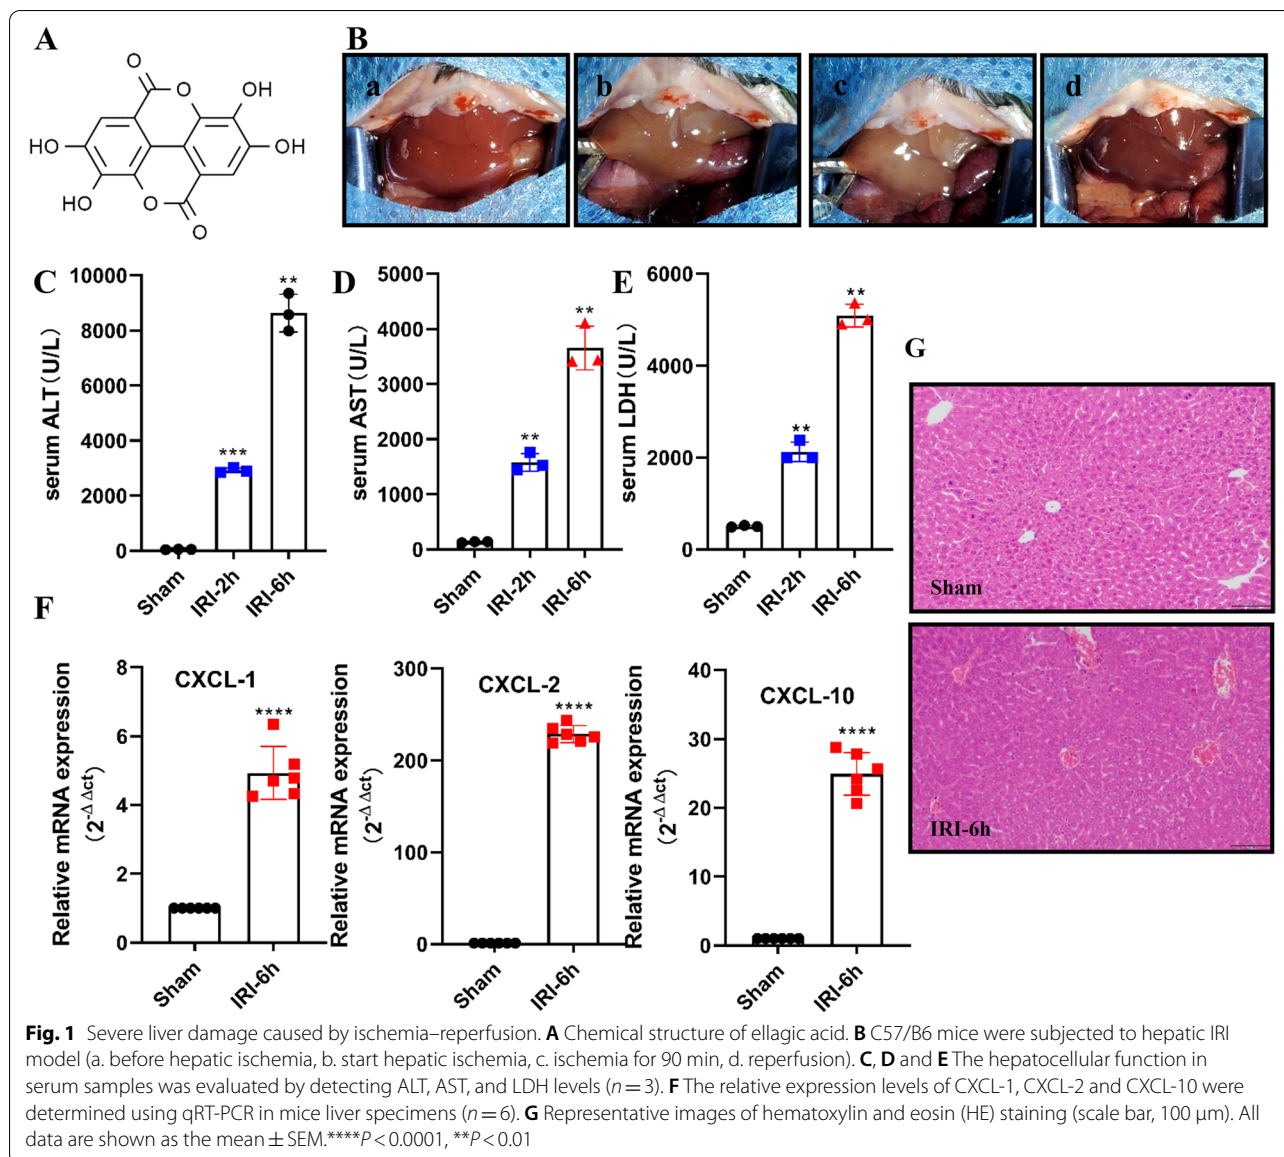 A
O
O
OH
HO
OH
HO
O
O
B
a
b
c
d
C
serum ALT (U/L)
10000
8000
6000
4000
2000
0
**
***
Sham
IRI-2h
IRI-6h
D
serum AST (U/L)
5000
4000
3000
2000
1000
0
**
**
Sham
IRI-2h
IRI-6h
E
serum LDH (U/L)
6000
4000
2000
0
**
**
Sham
IRI-2h
IRI-6h
F
Relative mRNA expression
(2^-Δ Δct)
8
6
4
2
0
CXCL-1
****
Sham
IRI-6h
Relative mRNA expression
(2^-Δ Δct)
300
200
100
0
CXCL-2
****
Sham
IRI-6h
Relative mRNA expression
(2^-Δ Δct)
40
30
20
10
0
CXCL-10
****
Sham
IRI-6h
G
Sham
IRI-6h
Fig. 1 Severe liver damage caused by ischemia–reperfusion. A Chemical structure of ellagic acid. B C57/B6 mice were subjected to hepatic IRI
model (a. before hepatic ischemia, b. start hepatic ischemia, c. ischemia for 90 min, d. reperfusion). C, D and E The hepatocellular function in
serum samples was evaluated by detecting ALT, AST, and LDH levels (n = 3). F The relative expression levels of CXCL-1, CXCL-2 and CXCL-10 were
determined using qRT-PCR in mice liver specimens (n = 6). G Representative images of hematoxylin and eosin (HE) staining (scale bar, 100 μm). All
data are shown as the mean ± SEM.****P < 0.0001, **P < 0.01